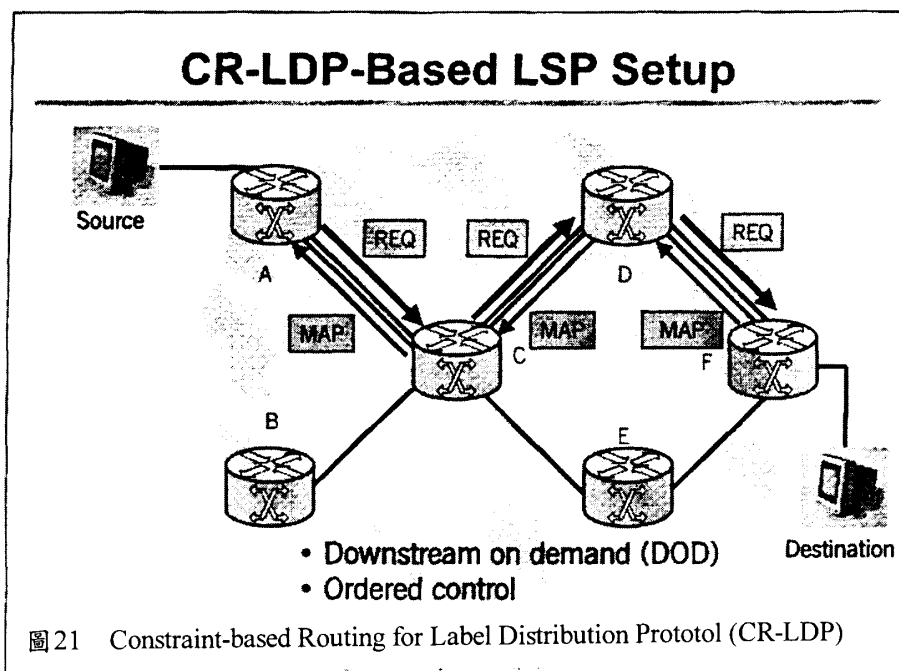 CR-LDP-Based LSP Setup
Source
A
REQ
MAP
REQ
MAP
C
D
REQ
MAP
F
B
E
Destination
• Downstream on demand (DOD)
• Ordered control
圖21 Constraint-based Routing for Label Distribution Prototol (CR-LDP)